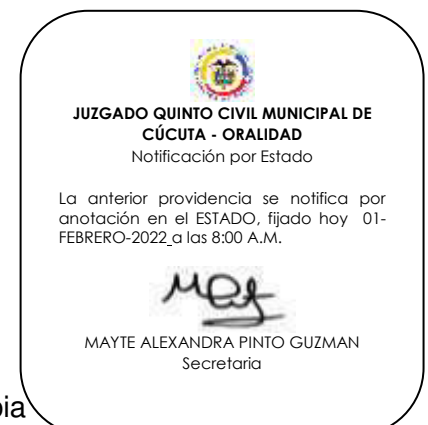 JUZGADO QUINTO CIVIL MUNICIPAL DE
CÚCUTA - ORALIDAD
Notificación por Estado
La anterior providencia se notifica por
anotación en el ESTADO, fijado hoy 01-
FEBRERO-2022 a las 8:00 A.M.
MAYTE ALEXANDRA PINTO GUZMAN
Secretaria